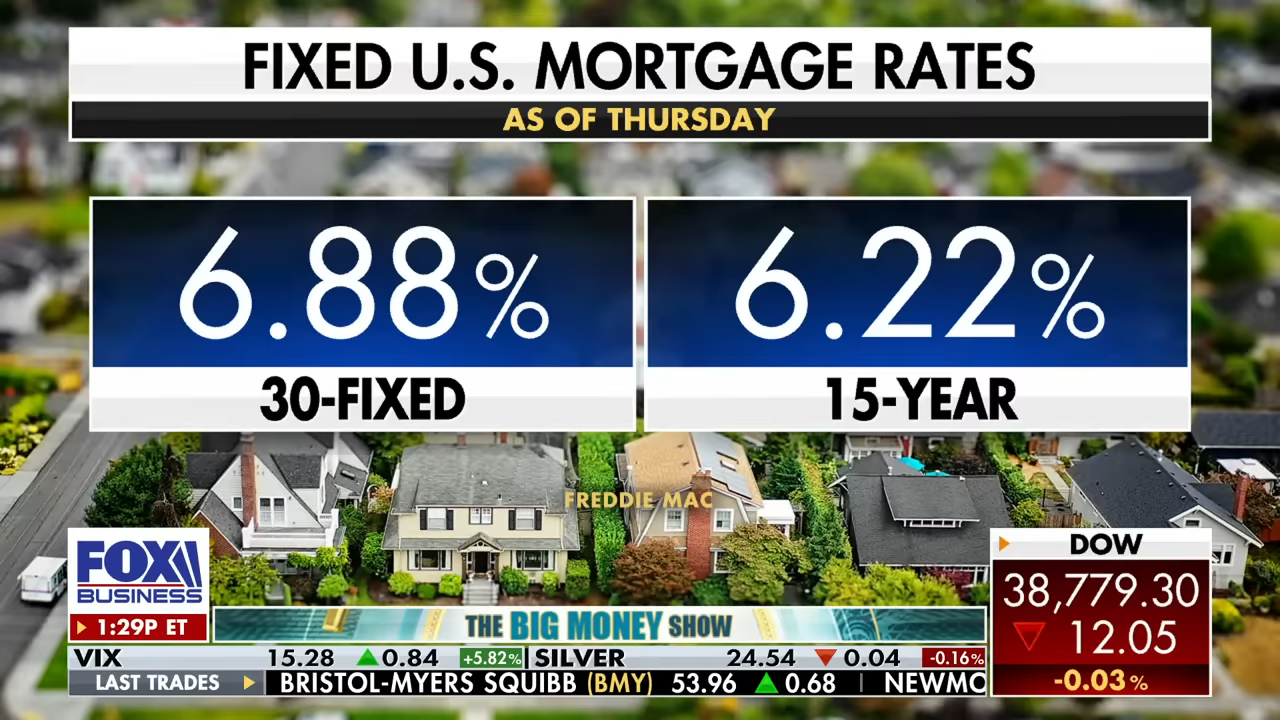 FIXED U.S. MORTGAGE RATES
AS OF THURSDAY
6.88%
30-FIXED
6.22%
15-YEAR
FREDDIE MAC
FOX
BUSINESS
1:29P ET
THE BIG MONEY SHOW
DOW
38,779.30
12.05
-0.03%
VIX 15.28 0.84 +5.82% SILVER 24.54 0.04 -0.16%
LAST TRADES BRISTOL-MYERS SQUIBB (BMY) 53.96 0.68 NEWMO